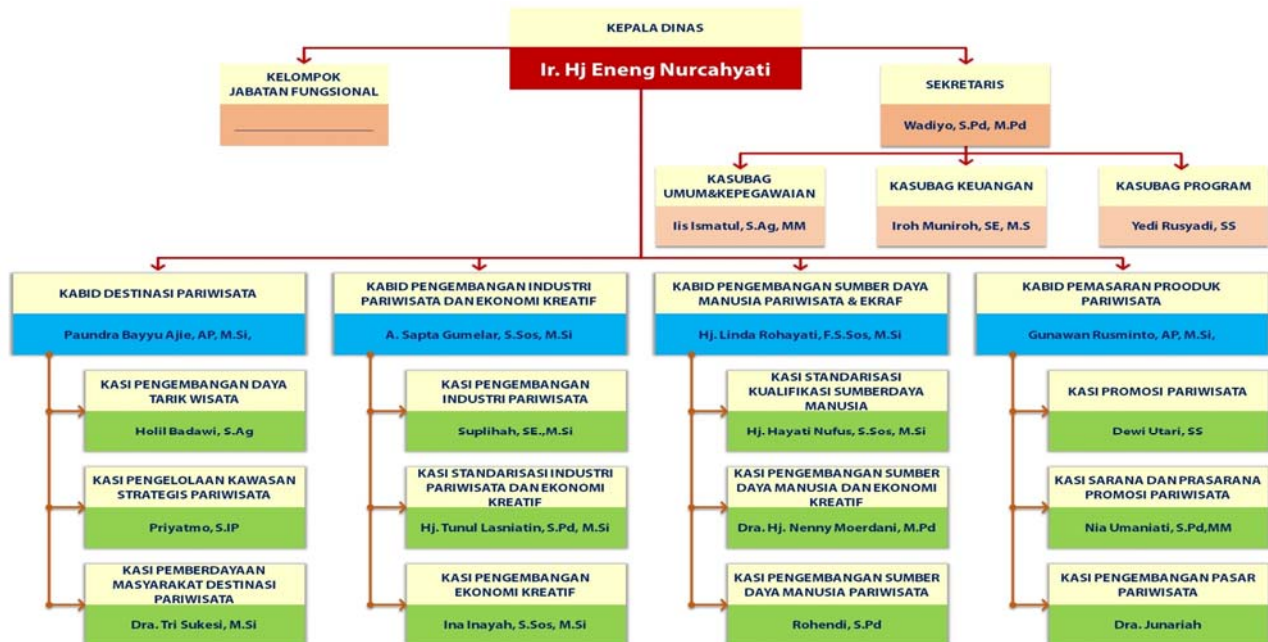 KEPALA DINAS
Ir. Hj Eneng Nurcahyati
KELOMPOK
JABATAN FUNGSIONAL
SEKRETARIS
Wadiyo, S.Pd, M.Pd
KASUBAG
UMUM&KEPEGAWAIAN
Iis Ismatul, S.Ag, MM
KASUBAG KEUANGAN
Iroh Muniroh, SE, M.S
KASUBAG PROGRAM
Yedi Rusyadi, SS
KABID DESTINASI PARIWISATA
Paundra Bayyu Ajie, AP, M.Si,
KASI PENGEMBANGAN DAYA
TARIK WISATA
Holil Badawi, S.Ag
KASI PENGELOLAAN KAWASAN
STRATEGIS PARIWISATA
Priyatmo, S.IP
KASI PEMBERDAYAAN
MASYARAKAT DESTINASI
PARIWISATA
Dra. Tri Sukesi, M.Si
KABID PENGEMBANGAN INDUSTRI
PARIWISATA DAN EKONOMI KREATIF
A. Sapta Gumelar, S.Sos, M.Si
KASI PENGEMBANGAN
INDUSTRI PARIWISATA
Suplihah, SE.,M.Si
KASI STANDARISASI INDUSTRI
PARIWISATA DAN EKONOMI
KREATIF
Hj. Tunul Lasniatin, S.Pd, M.Si
KASI PENGEMBANGAN
EKONOMI KREATIF
Ina Inayah, S.Sos, M.Si
KABID PENGEMBANGAN SUMBER DAYA
MANUSIA PARIWISATA & EKRAF
Hj. Linda Rohayati, F.S.Sos, M.Si
KASI STANDARISASI
KUALIFIKASI SUMBERDAYA
MANUSIA
Hj. Hayati Nufus, S.Sos, M.Si
KASI PENGEMBANGAN SUMBER
DAYA MANUSIA DAN EKONOMI
KREATIF
Dra. Hj. Nenny Moerdani, M.Pd
KASI PENGEMBANGAN SUMBER
DAYA MANUSIA PARIWISATA
Rohendi, S.Pd
KABID PEMASARAN PROODUK
PARIWISATA
Gunawan Rusminto, AP, M.Si,
KASI PROMOSI PARIWISATA
Dewi Utari, SS
KASI SARANA DAN PRASARANA
PROMOSI PARIWISATA
Nia Umaniati, S.Pd,MM
KASI PENGEMBANGAN PASAR
PARIWISATA
Dra. Junariah